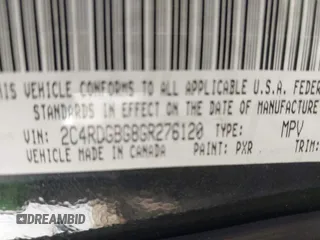 THIS VEHICLE CONFORMS TO ALL APPLICABLE U.S.A. FEDER
STANDARDS IN EFFECT ON THE DATE OF MANUFACTURE
VIN: 2C4RDGBG8GR276120 TYPE: MPV
VEHICLE MADE IN CANADA PAINT: PXR TRIM:
DREAMBID